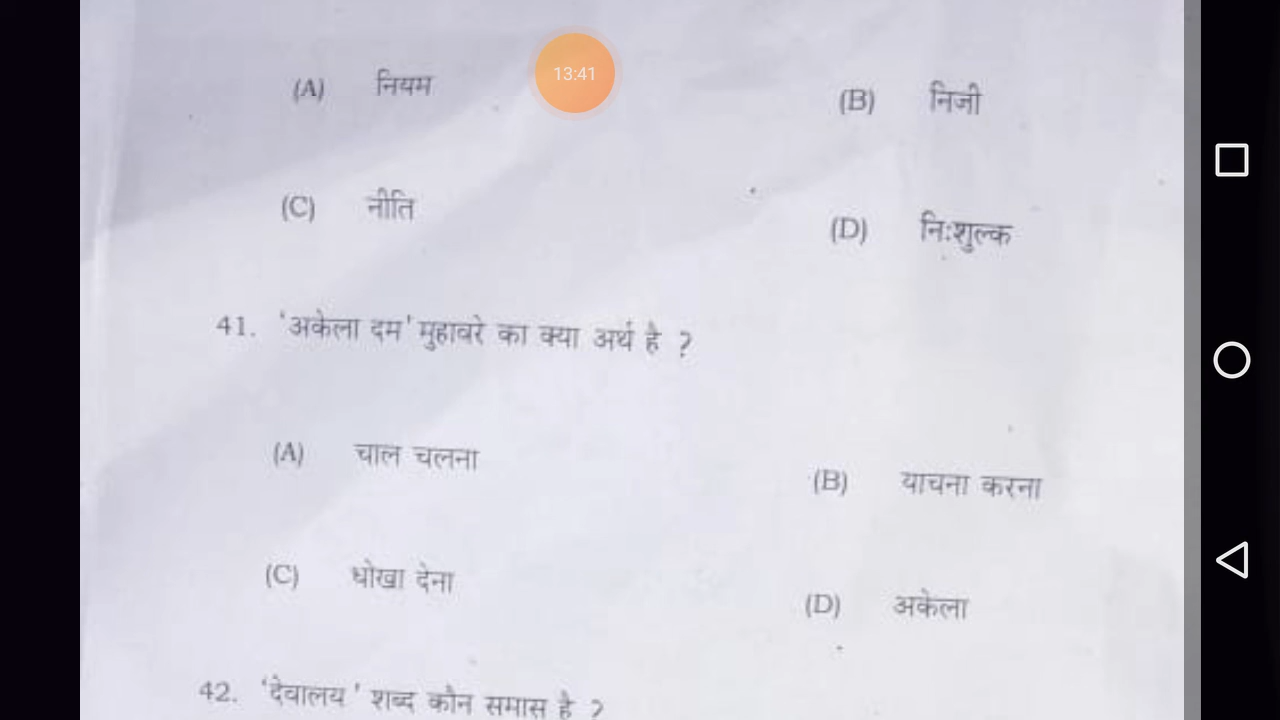 13:41
(A) नियम (B) निजी
(C) नीति (D) नि:शुल्क
41. 'अकेला दम' मुहावरे का क्या अर्थ है ?
(A) चाल चलना (B) याचना करना
(C) धोखा देना (D) अकेला
42. 'देवालय' शब्द कौन समास है ?